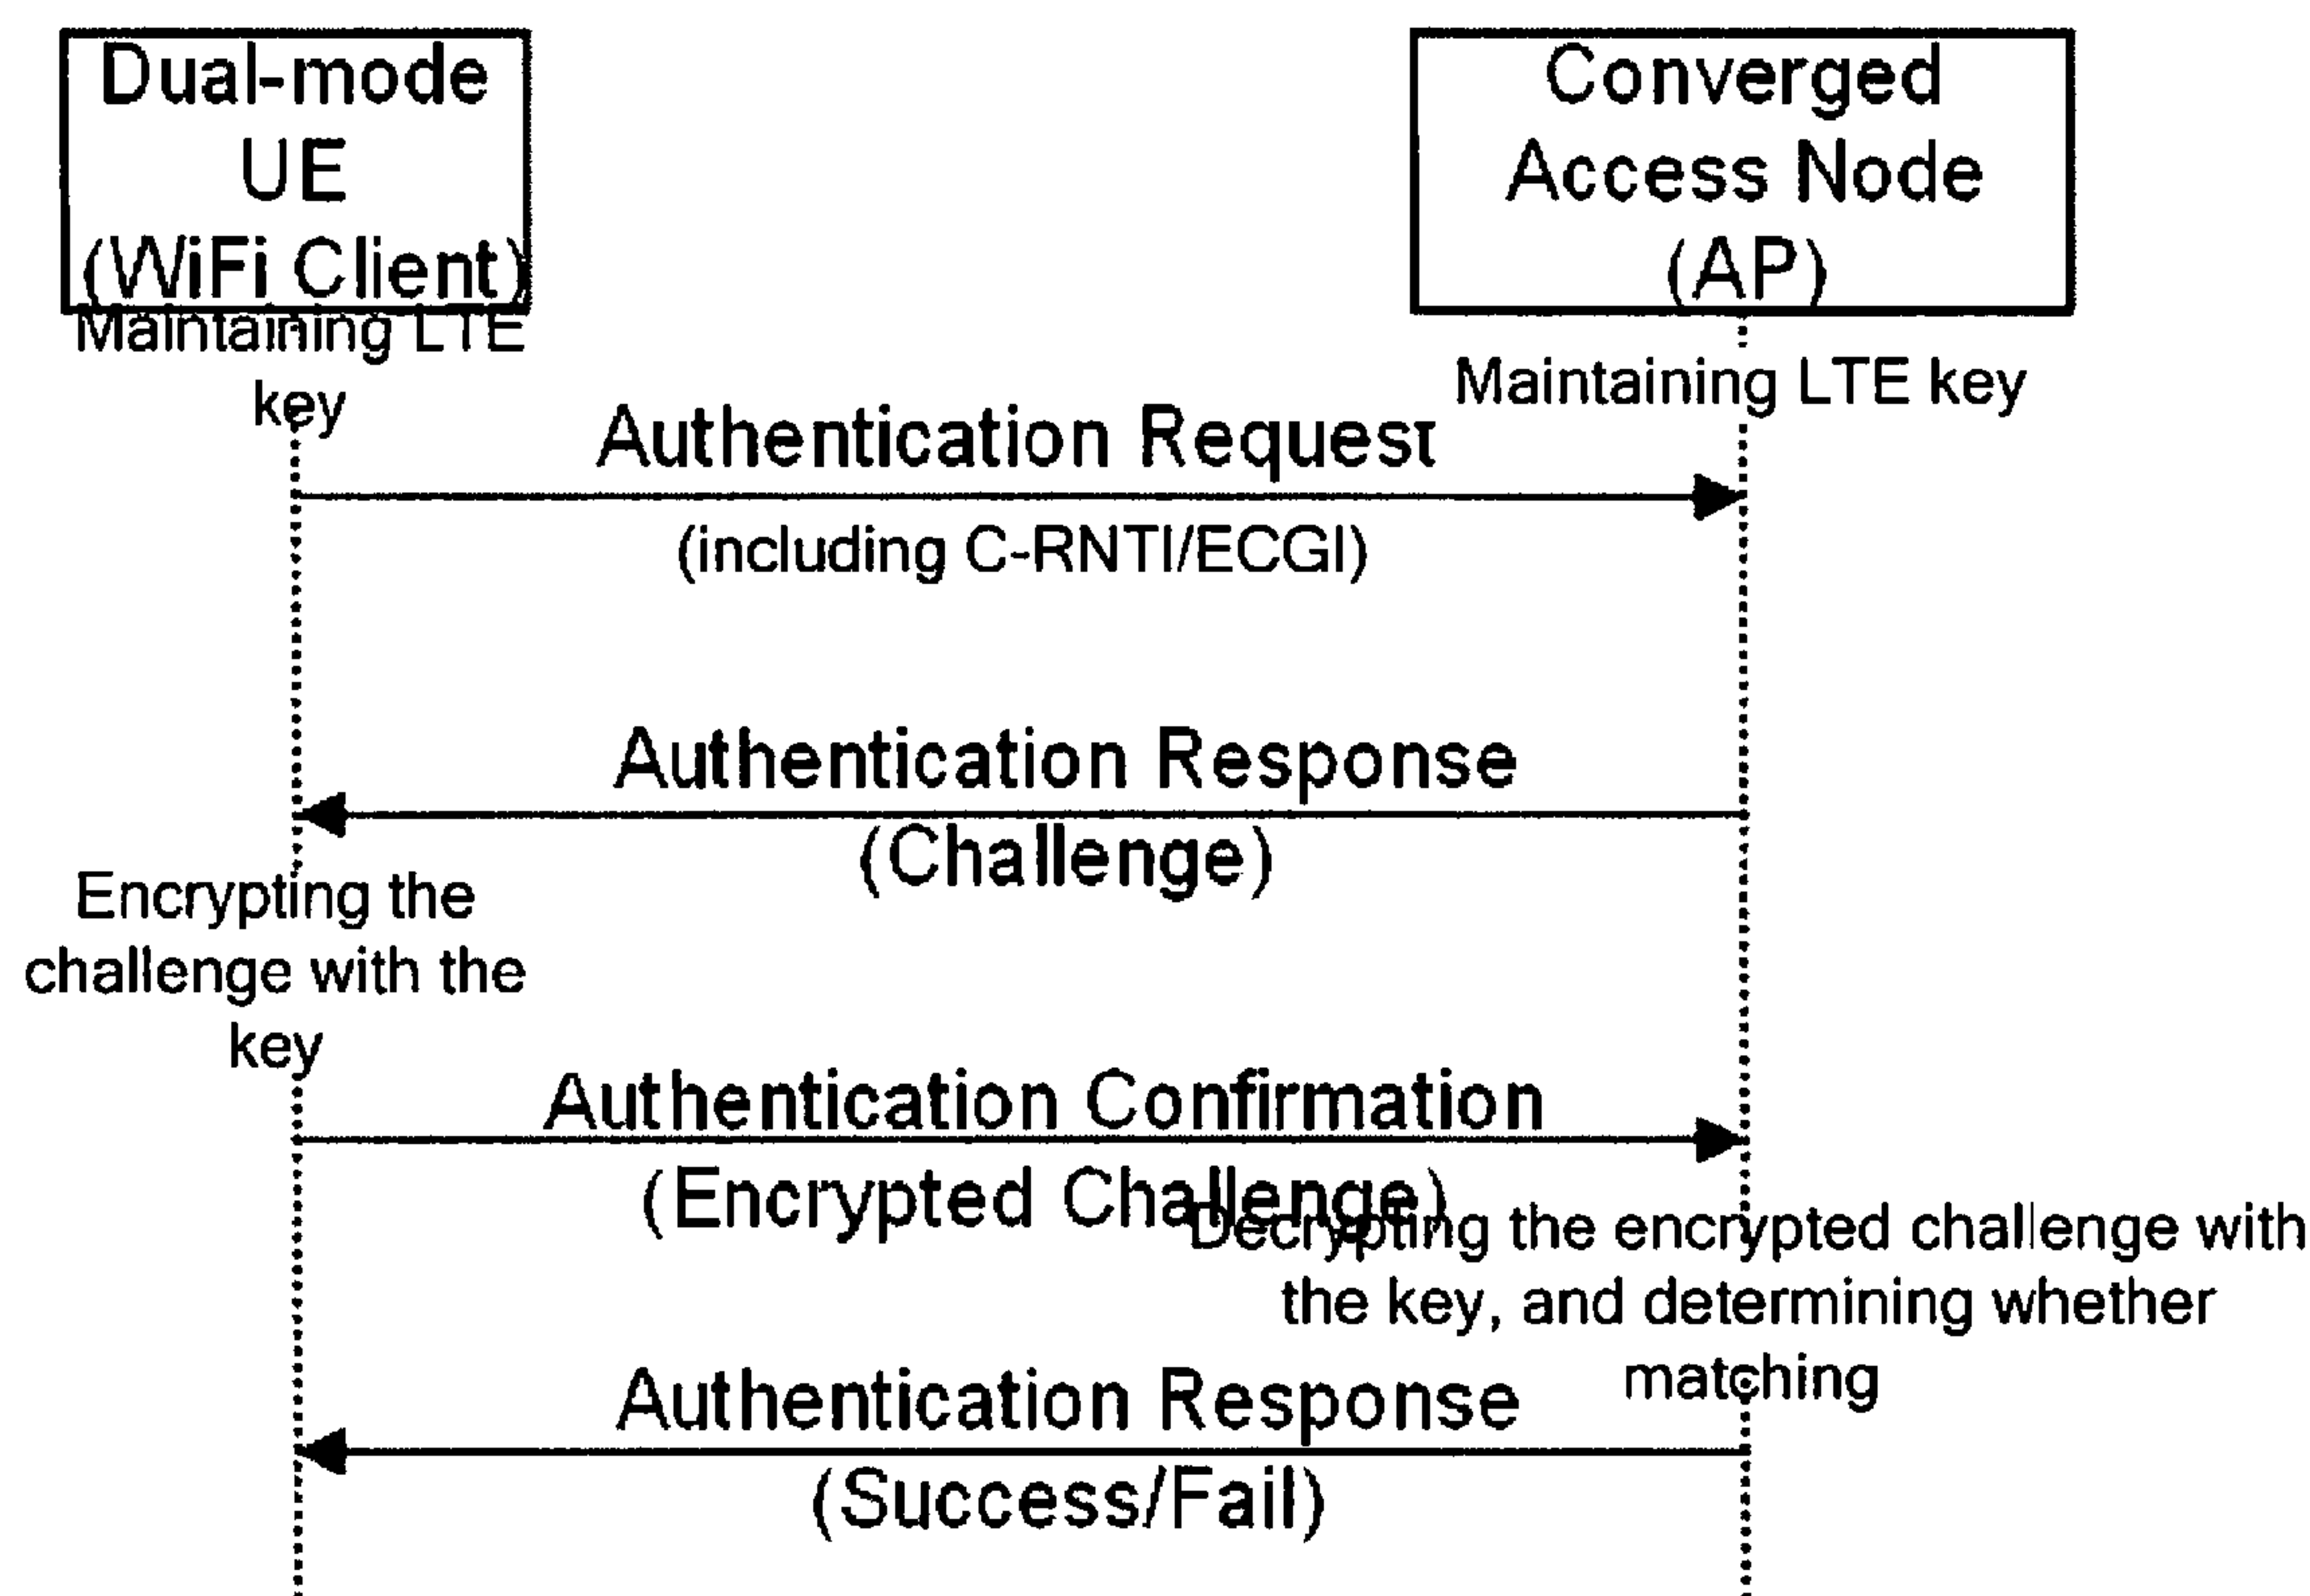 Dual-mode
UE
(WiFi Client)
Converged
Access Node
(AP)
Maintaining LTE
key
Maintaining LTE key
Authentication Request
(including C-RNTI/ECGI)
Authentication Response
(Challenge)
Encrypting the
challenge with the
key
Authentication Confirmation
(Encrypted Challenge)
Decrypting the encrypted challenge with
the key, and determining whether
matching
Authentication Response
(Success/Fail)